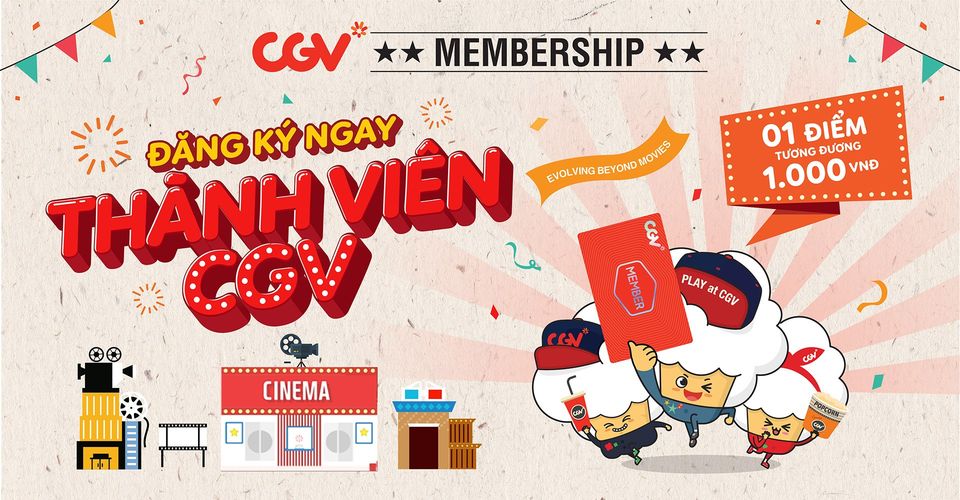 CGV* ★★ MEMBERSHIP ★★
ĐĂNG KÝ NGAY
THÀNH VIÊN
CGV
EVOLVING BEYOND MOVIES
01 ĐIỂM
TƯƠNG ĐƯƠNG
1.000 VNĐ
CGV
MEMBER
PLAY at CGV
CGV
CGV
CGV
POPCORN
CGV
CINEMA